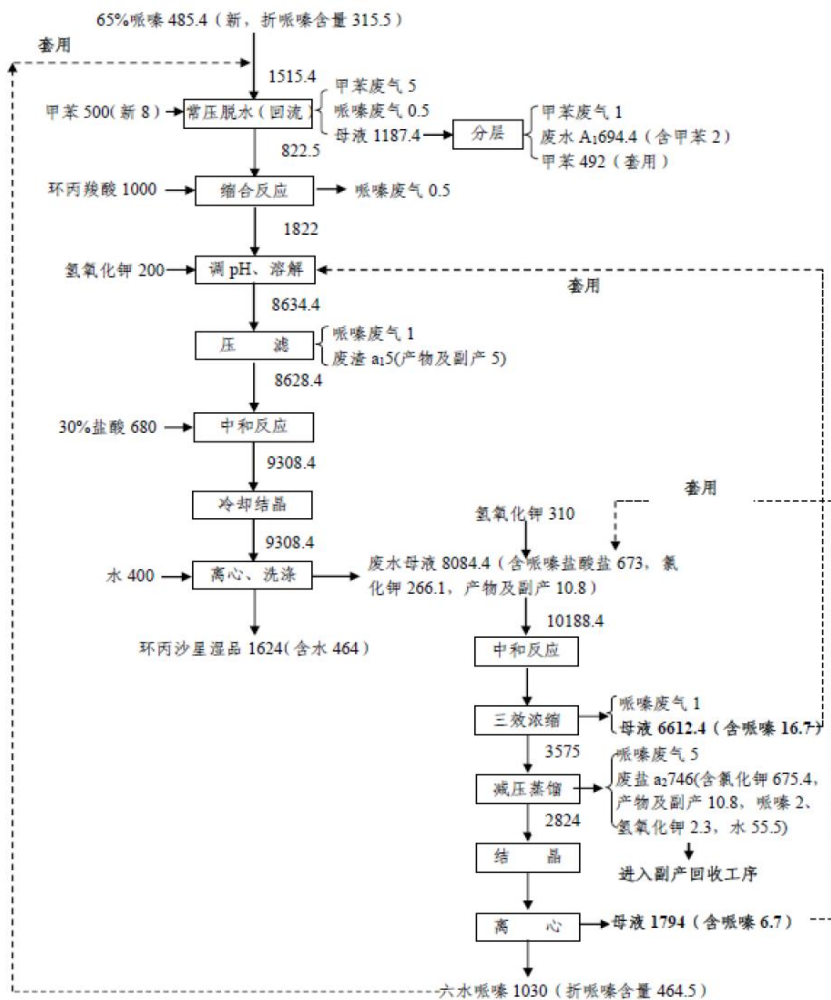 65%哌嗪 485.4（新，折哌嗪含量 315.5）
套用
1515.4
甲苯 500(新 8)
常压脱水（回流）
甲苯废气 5
哌嗪废气 0.5
母液 1187.4
分层
甲苯废气 1
废水 A₁694.4（含甲苯 2）
甲苯 492（套用）
822.5
环丙羧酸 1000
缩合反应
哌嗪废气 0.5
1822
氢氧化钾 200
调 pH、溶解
套用
8634.4
压 滤
哌嗪废气 1
废渣 a₁5(产物及副产 5)
8628.4
30%盐酸 680
中和反应
9308.4
冷却结晶
9308.4
水 400
离心、洗涤
套用
氢氧化钾 310
废水母液 8084.4（含哌嗪盐酸盐 673，氯
化钾 266.1，产物及副产 10.8）
环丙沙星湿品 1624(含水 464）
10188.4
中和反应
三效浓缩
哌嗪废气 1
母液 6612.4（含哌嗪 16.7）
3575
减压蒸馏
哌嗪废气 5
废盐 a₂746(含氯化钾 675.4，
产物及副产 10.8，哌嗪 2、
氢氧化钾 2.3，水 55.5）
2824
结 晶
进入副产回收工序
离 心
母液 1794（含哌嗪 6.7）
六水哌嗪 1030（折哌嗪含量 464.5）